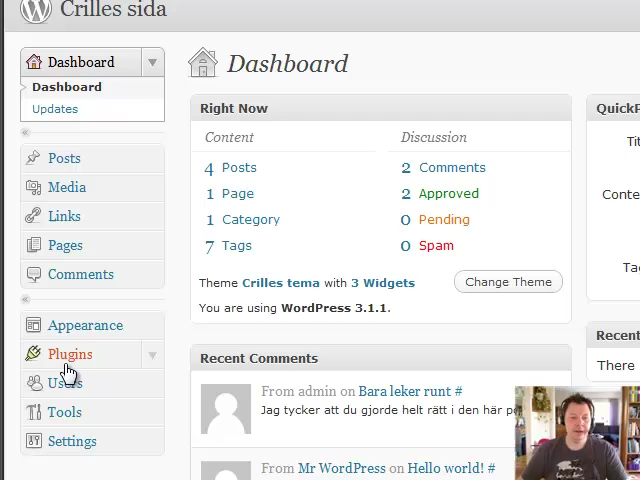 Crilles sida
Dashboard
Dashboard
Updates
Posts
Media
Links
Pages
Comments
Appearance
Plugins
Users
Tools
Settings
Dashboard
Right Now
Content
Discussion
4 Posts
2 Comments
1 Page
2 Approved
1 Category
0 Pending
7 Tags
0 Spam
Theme Crilles tema with 3 Widgets
Change Theme
You are using WordPress 3.1.1.
Recent Comments
From admin on Bara leker runt #
Jag tycker att du gjorde helt rätt i den här
From Mr WordPress on Hello world! #
QuickP
Tit
Conte
Tag
Recent
There